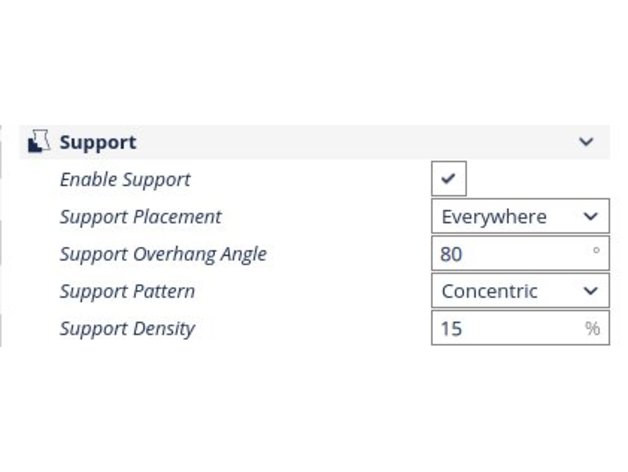 Support
Enable Support
Support Placement Everywhere
Support Overhang Angle 80 °
Support Pattern Concentric
Support Density 15 %